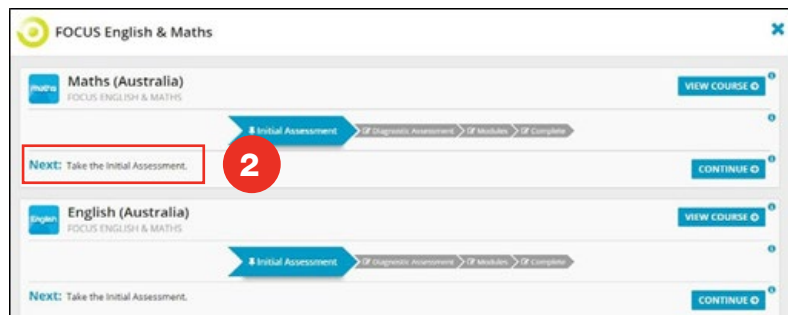 FOCUS English & Maths
maths
Maths (Australia)
VIEW COURSE
FOCUS ENGLISH & MATHS
Initial Assessment Diagnostic Assessment Modules Complete
Next: Take the Initial Assessment.
2
CONTINUE
English
English (Australia)
VIEW COURSE
FOCUS ENGLISH & MATHS
Initial Assessment Diagnostic Assessment Modules Complete
Next: Take the Initial Assessment.
CONTINUE